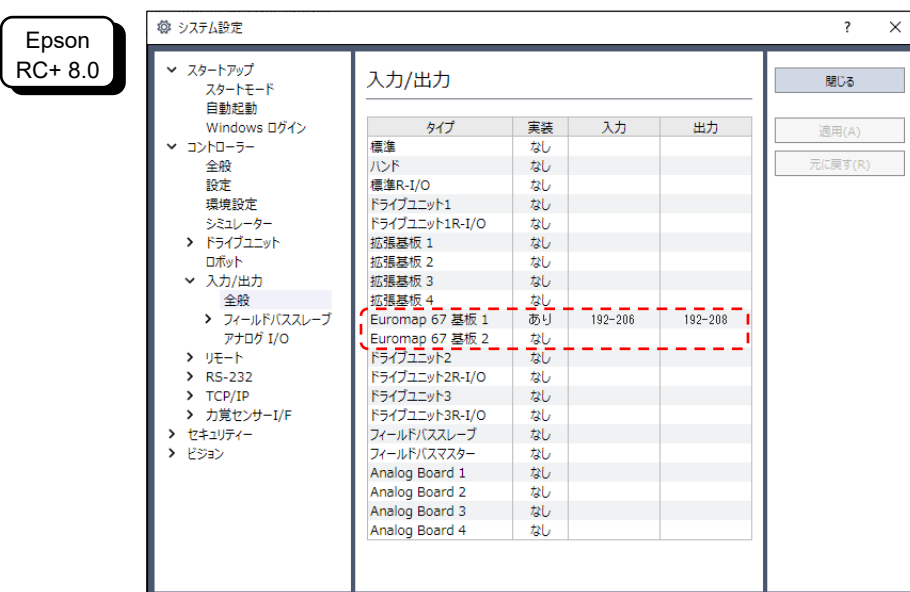 Epson
RC+ 8.0
システム設定
? ×
スタートアップ
スタートモード
自動起動
Windows ログイン
コントローラー
全般
設定
環境設定
シミュレーター
ドライブユニット
ロボット
入力/出力
全般
フィールドバススレーブ
アナログ I/O
リモート
RS-232
TCP/IP
力覚センサーI/F
セキュリティー
ビジョン
入力/出力
タイプ 実装 入力 出力
標準 なし
ハンド なし
標準R-I/O なし
ドライブユニット1 なし
ドライブユニット1R-I/O なし
拡張基板 1 なし
拡張基板 2 なし
拡張基板 3 なし
拡張基板 4 なし
Euromap 67 基板 1 あり 192-206 192-208
Euromap 67 基板 2 なし
ドライブユニット2 なし
ドライブユニット2R-I/O なし
ドライブユニット3 なし
ドライブユニット3R-I/O なし
フィールドバススレーブ なし
フィールドバスマスター なし
Analog Board 1 なし
Analog Board 2 なし
Analog Board 3 なし
Analog Board 4 なし
閉じる
適用(A)
元に戻す(R)